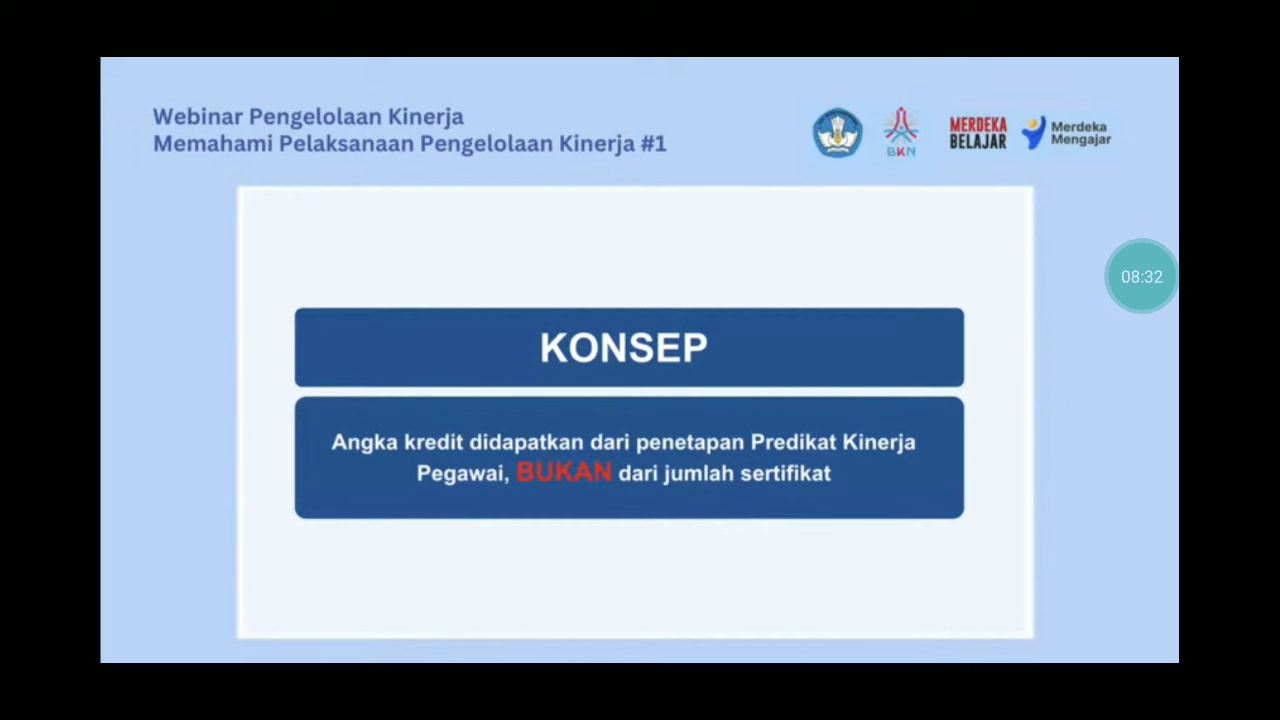 Webinar Pengelolaan Kinerja
Memahami Pelaksanaan Pengelolaan Kinerja #1
BKN
MERDEKA
BELAJAR
Merdeka
Mengajar
08:32
KONSEP
Angka kredit didapatkan dari penetapan Predikat Kinerja
Pegawai, BUKAN dari jumlah sertifikat